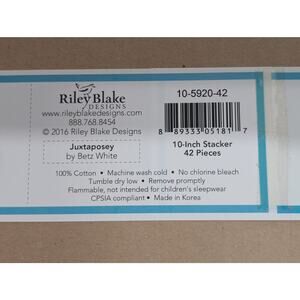 Riley Blake
DESIGNS
www.rileyblakedesigns.com
888.768.8454
© 2016 Riley Blake Designs
Juxtaposey
by Betz White
10-5920-42
8 89333 05181 7
10-Inch Stacker
42 Pieces
100% Cotton • Machine wash cold • No chlorine bleach
Tumble dry low • Remove promptly
Flammable, not intended for children's sleepwear
CPSIA compliant • Made in Korea